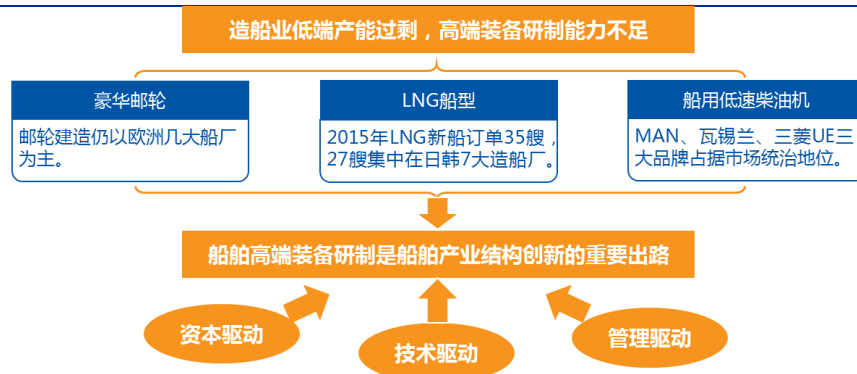 造船业低端产能过剩，高端装备研制能力不足
豪华邮轮
邮轮建造仍以欧洲几大船厂
为主。
LNG船型
2015年LNG新船订单35艘，
27艘集中在日韩7大造船厂。
船用低速柴油机
MAN、瓦锡兰、三菱UE三
大品牌占据市场统治地位。
船舶高端装备研制是船舶产业结构创新的重要出路
资本驱动
技术驱动
管理驱动